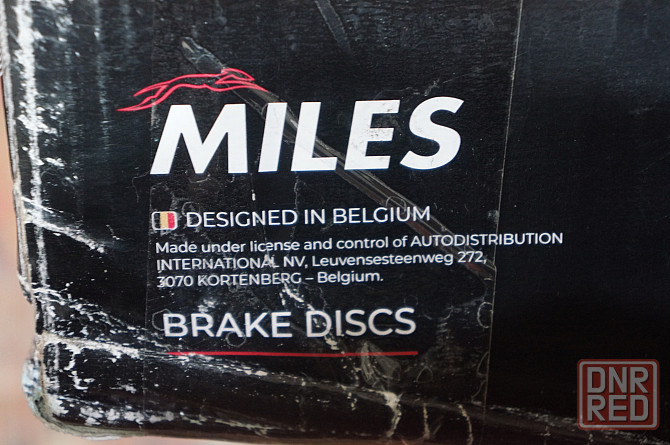 MILES
DESIGNED IN BELGIUM
Made under license and control of AUTODISTRIBUTION
INTERNATIONAL NV, Leuvensesteenweg 272,
3070 KORTENBERG – Belgium.
BRAKE DISCS
DNR
RED